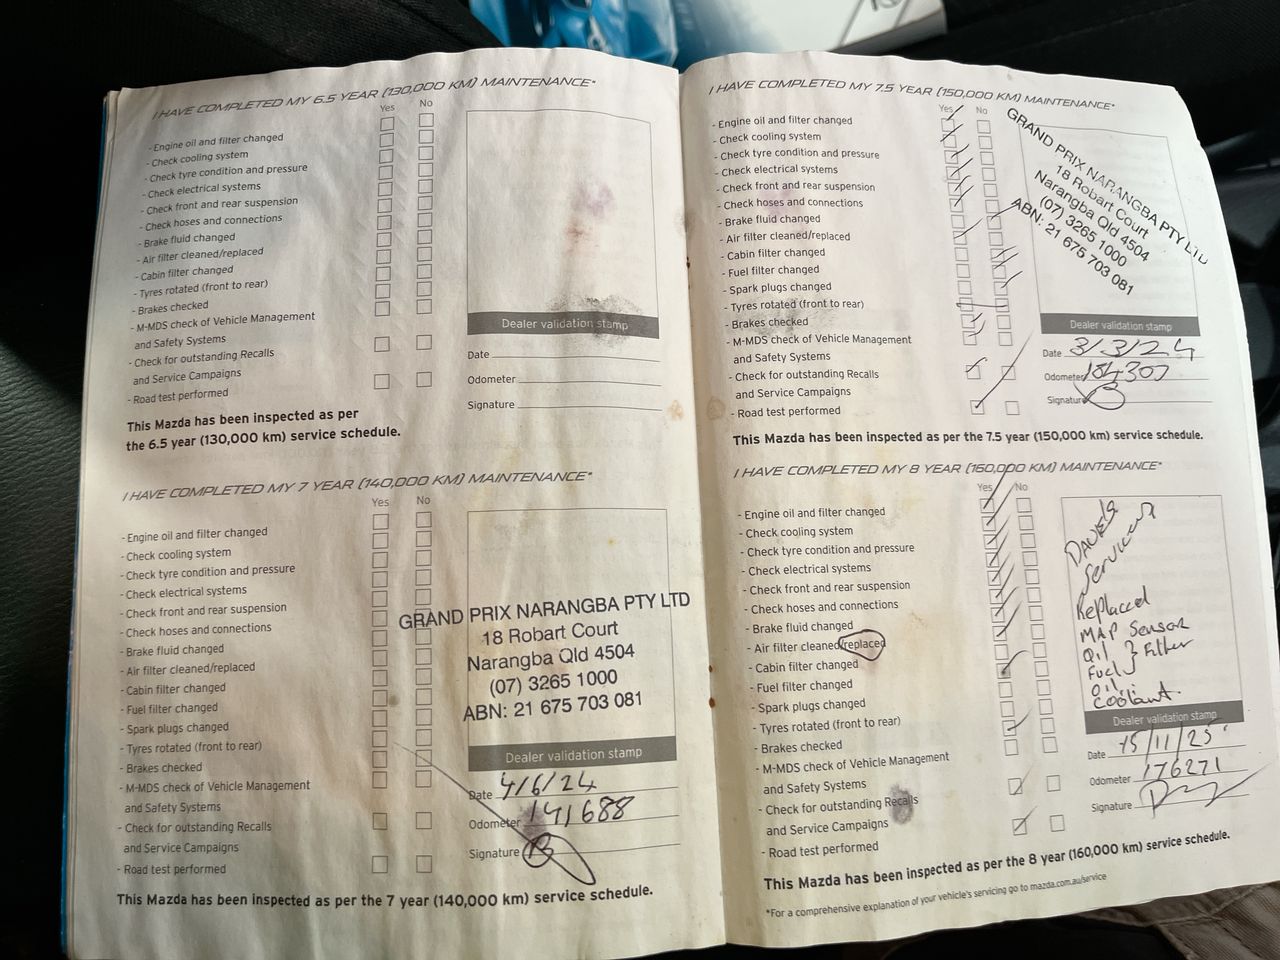 I HAVE COMPLETED MY 6.5 YEAR (130,000 KM) MAINTENANCE*
Yes No
- Engine oil and filter changed
- Check cooling system
- Check tyre condition and pressure
- Check electrical systems
- Check front and rear suspension
- Check hoses and connections
- Brake fluid changed
- Air filter cleaned/replaced
- Cabin filter changed
- Tyres rotated (front to rear)
- Brakes checked
- M-MDS check of Vehicle Management
and Safety Systems
- Check for outstanding Recalls
and Service Campaigns
- Road test performed
Dealer validation stamp
Date
Odometer
Signature
This Mazda has been inspected as per
the 6.5 year (130,000 km) service schedule.
I HAVE COMPLETED MY 7 YEAR (140,000 KM) MAINTENANCE*
Yes No
- Engine oil and filter changed
- Check cooling system
- Check tyre condition and pressure
- Check electrical systems
- Check front and rear suspension
- Check hoses and connections
- Brake fluid changed
- Air filter cleaned/replaced
- Cabin filter changed
- Fuel filter changed
- Spark plugs changed
- Tyres rotated (front to rear)
- Brakes checked
- M-MDS check of Vehicle Management
and Safety Systems
- Check for outstanding Recalls
and Service Campaigns
- Road test performed
GRAND PRIX NARANGBA PTY LTD
18 Robart Court
Narangba Qld 4504
(07) 3265 1000
ABN: 21 675 703 081
Dealer validation stamp
Date 4/6/24
Odometer 141688
Signature
This Mazda has been inspected as per the 7 year (140,000 km) service schedule.
I HAVE COMPLETED MY 7.5 YEAR (150,000 KM) MAINTENANCE*
Yes No
- Engine oil and filter changed
- Check cooling system
- Check tyre condition and pressure
- Check electrical systems
- Check front and rear suspension
- Check hoses and connections
- Brake fluid changed
- Air filter cleaned/replaced
- Cabin filter changed
- Fuel filter changed
- Spark plugs changed
- Tyres rotated (front to rear)
- Brakes checked
- M-MDS check of Vehicle Management
and Safety Systems
- Check for outstanding Recalls
and Service Campaigns
- Road test performed
GRAND PRIX NARANGBA PTY LTD
18 Robart Court
Narangba Qld 4504
(07) 3265 1000
ABN: 21 675 703 081
Dealer validation stamp
Date 3/3/24
Odometer
Signature
This Mazda has been inspected as per the 7.5 year (150,000 km) service schedule.
I HAVE COMPLETED MY 8 YEAR (160,000 KM) MAINTENANCE*
Yes No
- Engine oil and filter changed
- Check cooling system
- Check tyre condition and pressure
- Check electrical systems
- Check front and rear suspension
- Check hoses and connections
- Brake fluid changed
- Air filter cleaned/replaced
- Cabin filter changed
- Fuel filter changed
- Spark plugs changed
- Tyres rotated (front to rear)
- Brakes checked
- M-MDS check of Vehicle Management
and Safety Systems
- Check for outstanding Recalls
and Service Campaigns
- Road test performed
Replaced
MAP Sensor
Oil } Filter
Fuel
Oil
Coolant.
Dealer validation stamp
Date 15/11/25
Odometer 176271
Signature
This Mazda has been inspected as per the 8 year (160,000 km) service schedule.
*For a comprehensive explanation of your vehicle's servicing go to mazda.com.au/service